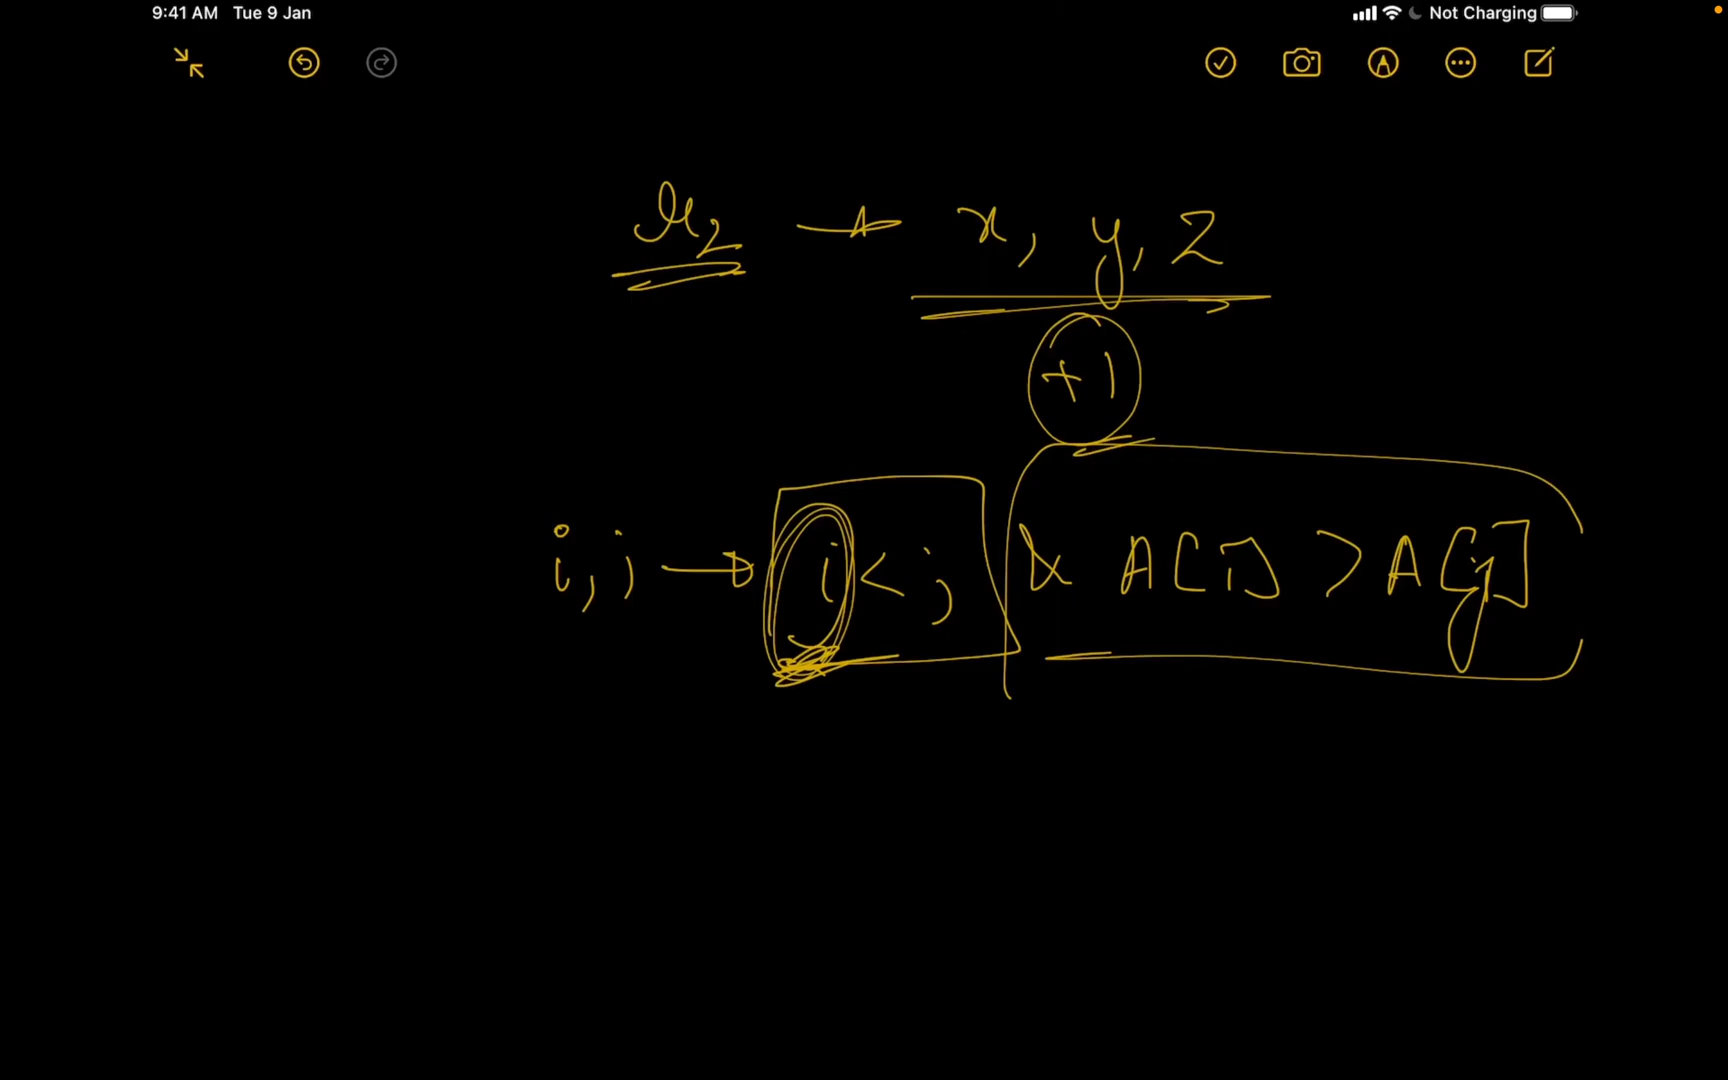 9:41 AM Tue 9 Jan Not Charging
→ x, y, z
+1
i, j → i < j & A[i] > A[j]